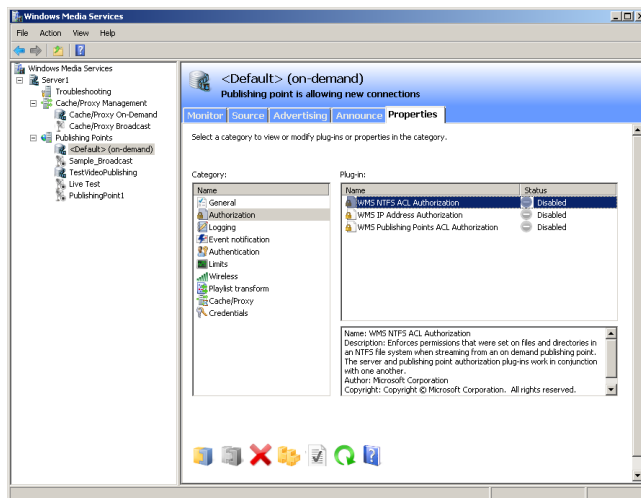 Windows Media Services
File Action View Help
Windows Media Services
Server1
Troubleshooting
Cache/Proxy Management
Cache/Proxy On-Demand
Cache/Proxy Broadcast
Publishing Points
<Default> (on-demand)
Sample_Broadcast
TestVideoPublishing
Live Test
PublishingPoint1
<Default> (on-demand)
Publishing point is allowing new connections
Monitor Source Advertising Announce Properties
Select a category to view or modify plug-ins or properties in the category.
Category:
Name
General
Authorization
Logging
Event notification
Authentication
Limits
Wireless
Playlist transform
Cache/Proxy
Credentials
Plug-in:
Name Status
WMS NTFS ACL Authorization Disabled
WMS IP Address Authorization Disabled
WMS Publishing Points ACL Authorization Disabled
Name: WMS NTFS ACL Authorization
Description: Enforces permissions that were set on files and directories in
an NTFS file system when streaming from an on demand publishing point.
The server and publishing point authorization plug-ins work in conjunction
with one another.
Author: Microsoft Corporation
Copyright: Copyright © Microsoft Corporation. All rights reserved.